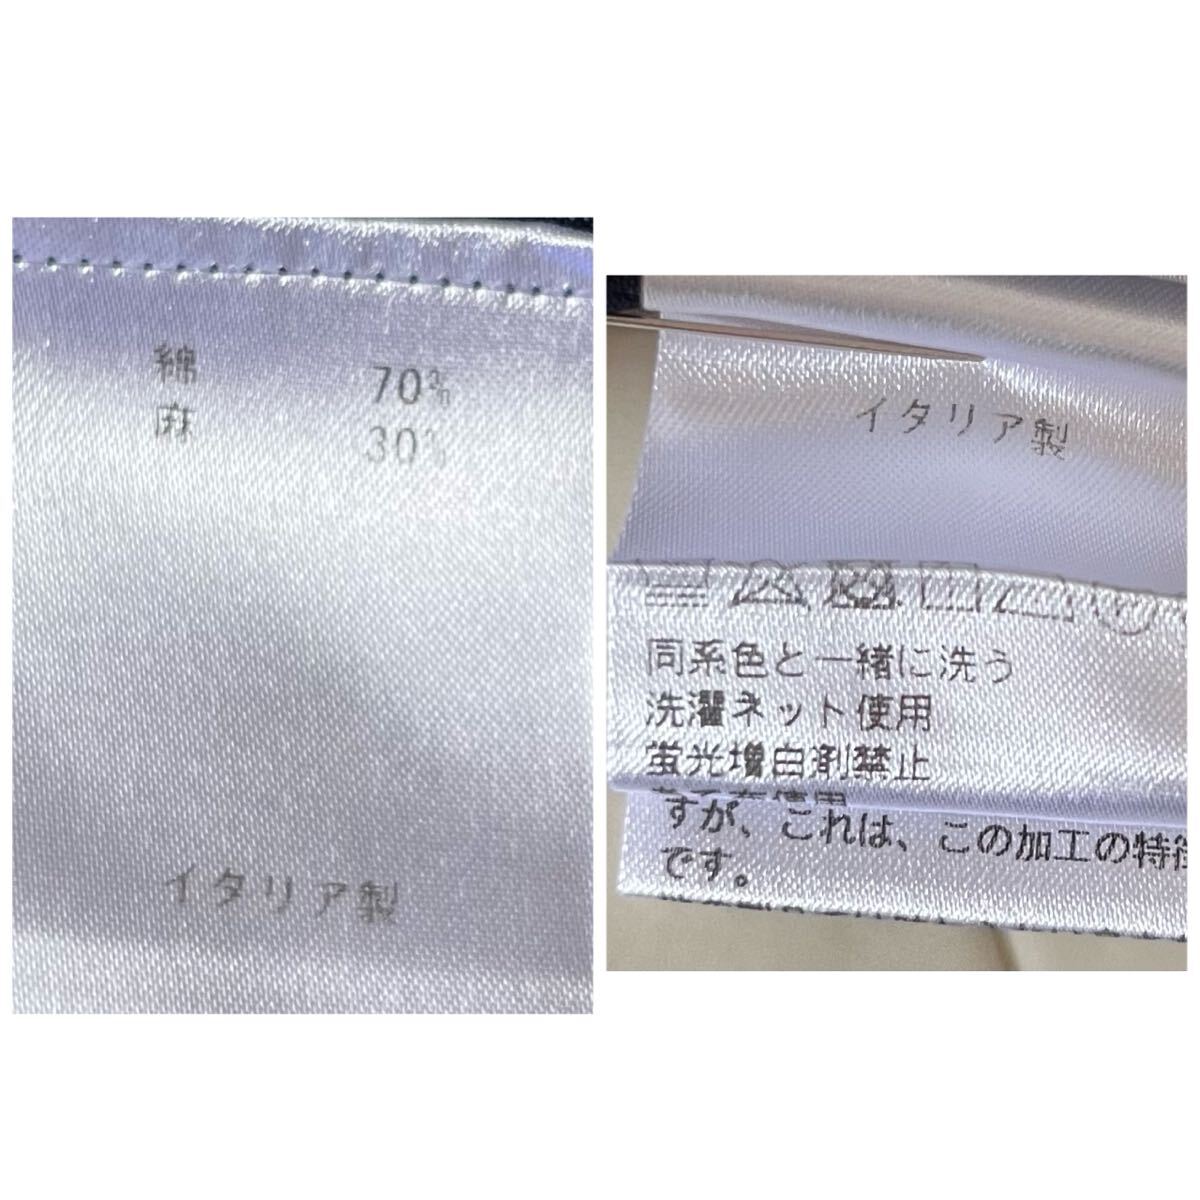 綿 70%
麻 30%
イタリア製
イタリア製
同系色と一緒に洗う
洗濯ネット使用
蛍光増白剤禁止
すが、これは、この加工の特徴
です。